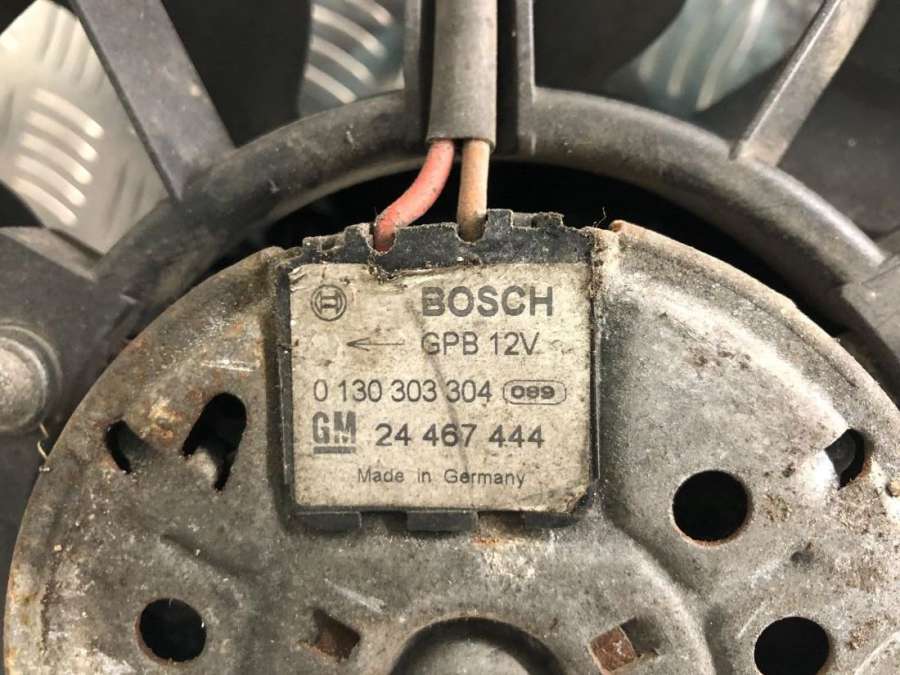 BOSCH
GPB 12V
0 130 303 304 089
GM 24 467 444
Made in Germany